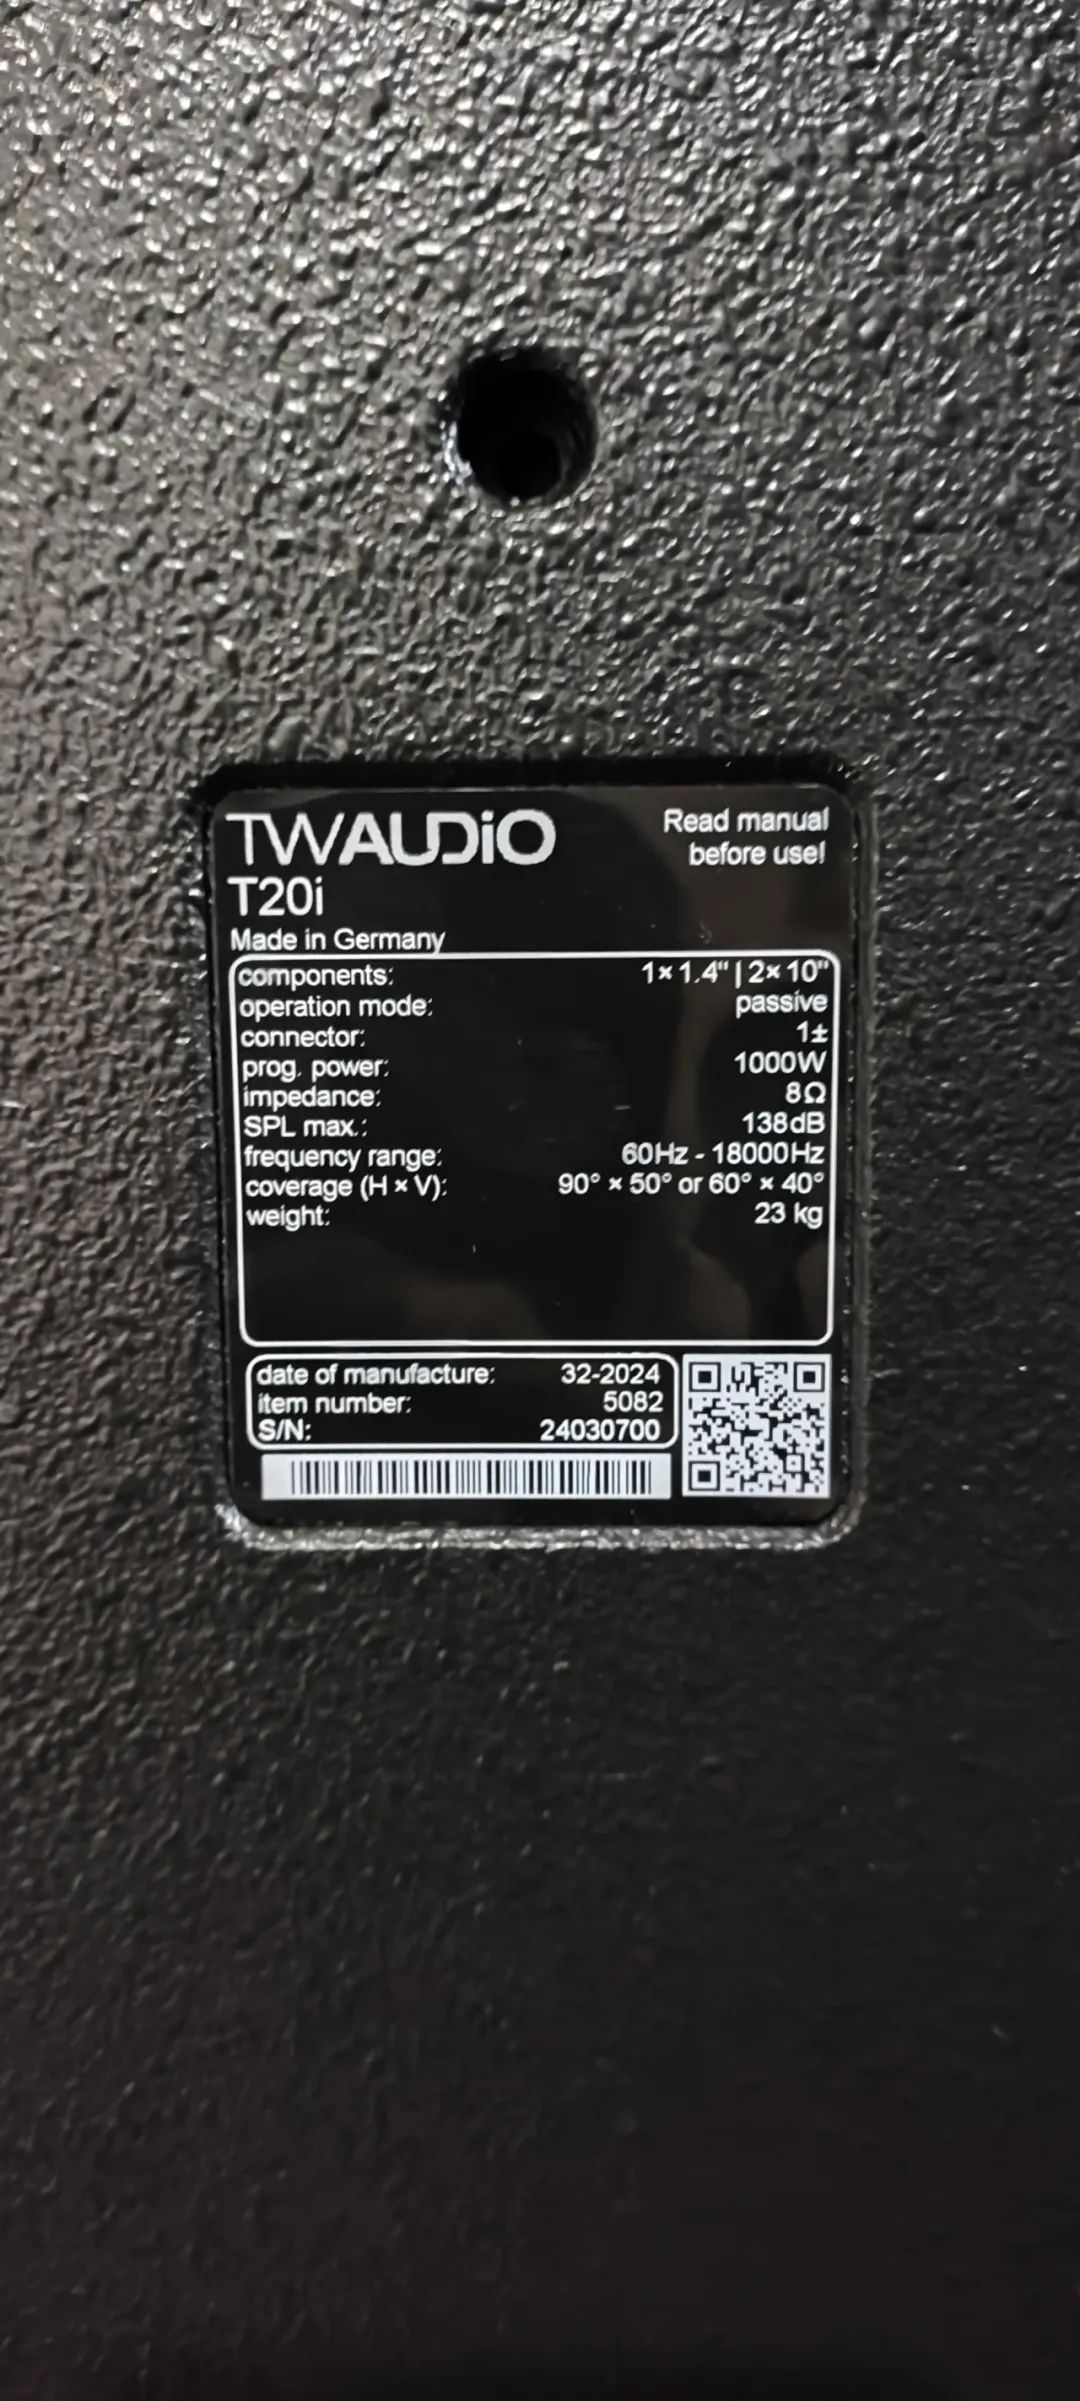 TWAUDiO
Read manual
before use!
T20i
Made in Germany
components: 1× 1.4" | 2× 10"
operation mode: passive
connector: 1±
prog. power: 1000W
impedance: 8Ω
SPL max.: 138dB
frequency range: 60Hz - 18000Hz
coverage (H × V): 90° × 50° or 60° × 40°
weight: 23 kg
date of manufacture: 32-2024
item number: 5082
S/N: 24030700